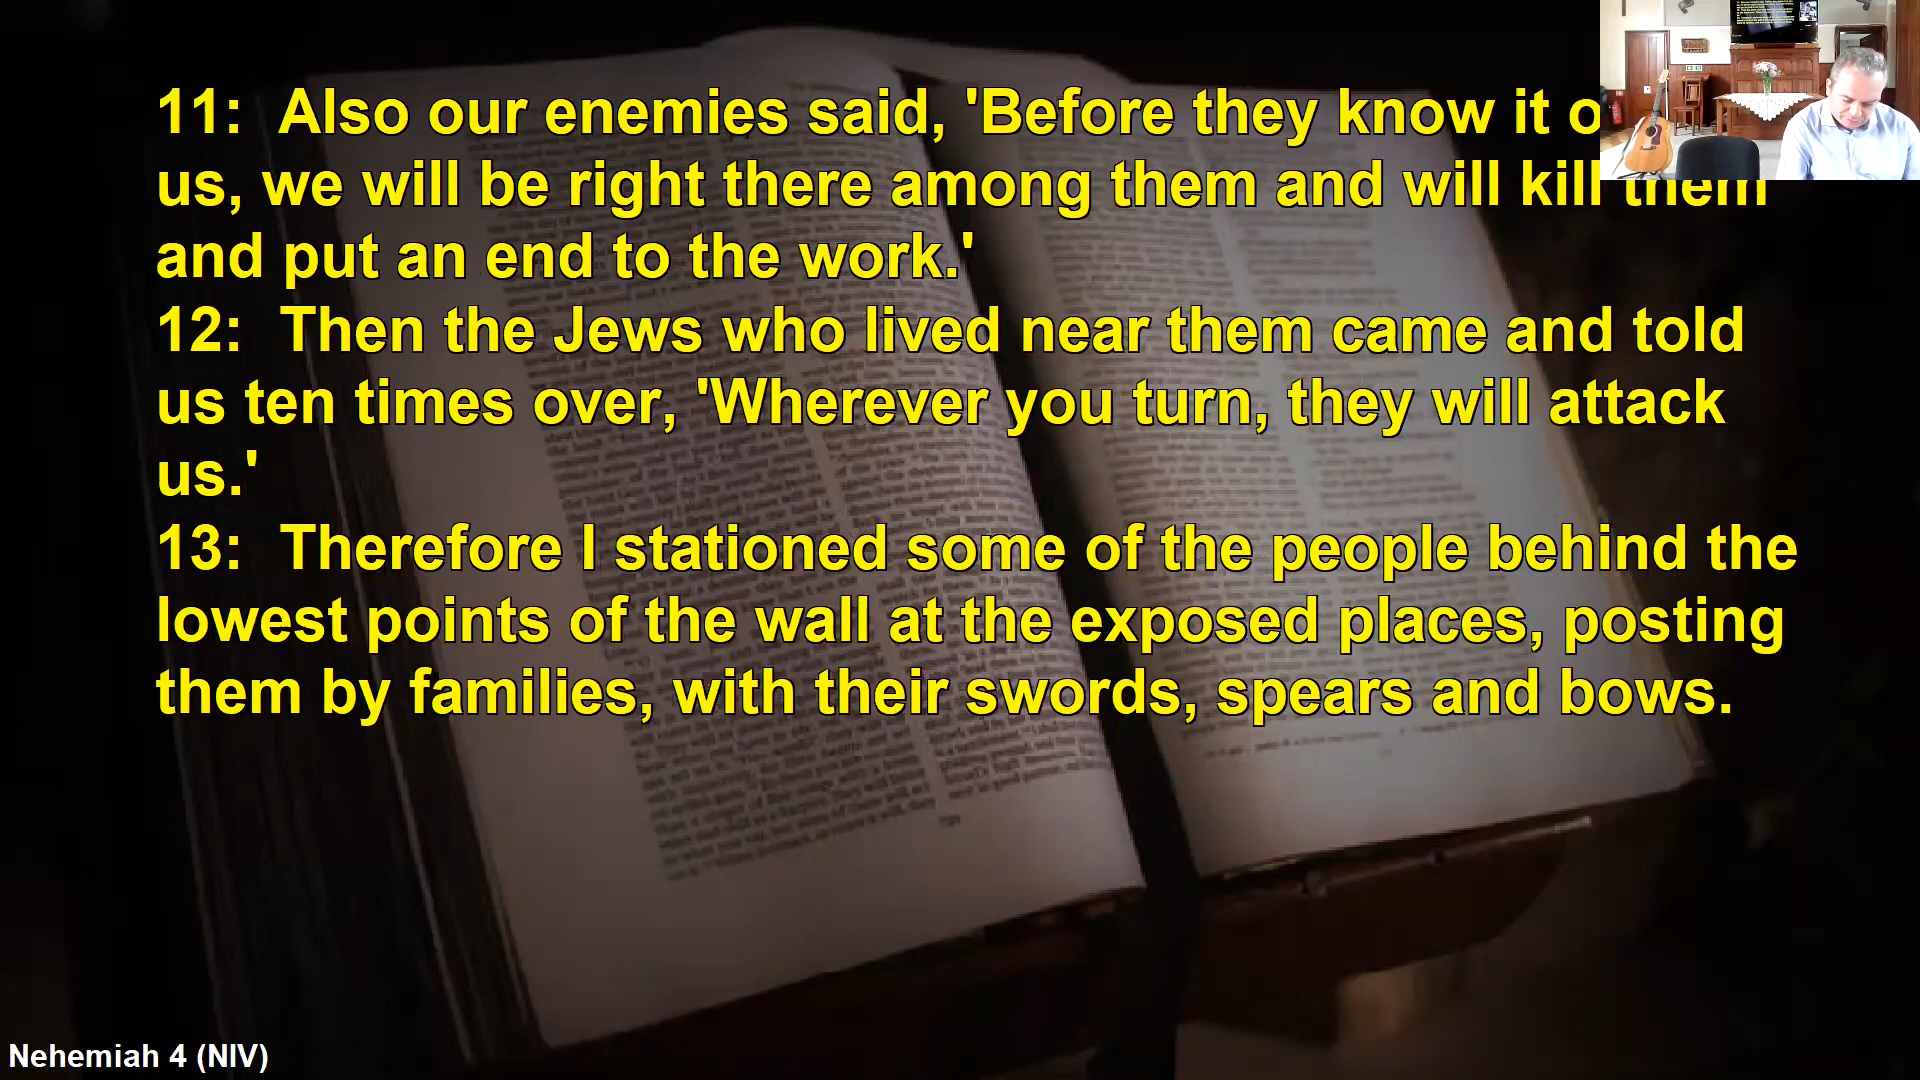 11: Also our enemies said, 'Before they know it
us, we will be right there among them and will kill them
and put an end to the work.'
12: Then the Jews who lived near them came and told
us ten times over, 'Wherever you turn, they will attack
us.'
13: Therefore I stationed some of the people behind the
lowest points of the wall at the exposed places, posting
them by families, with their swords, spears and bows.
Nehemiah 4 (NIV)